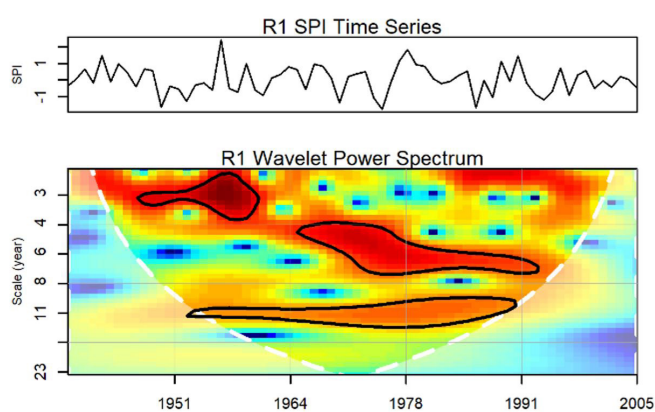 R1 SPI Time Series
SPI
1
-1
R1 Wavelet Power Spectrum
Scale (year)
3
4
6
8
11
23
1951 1964 1978 1991 2005